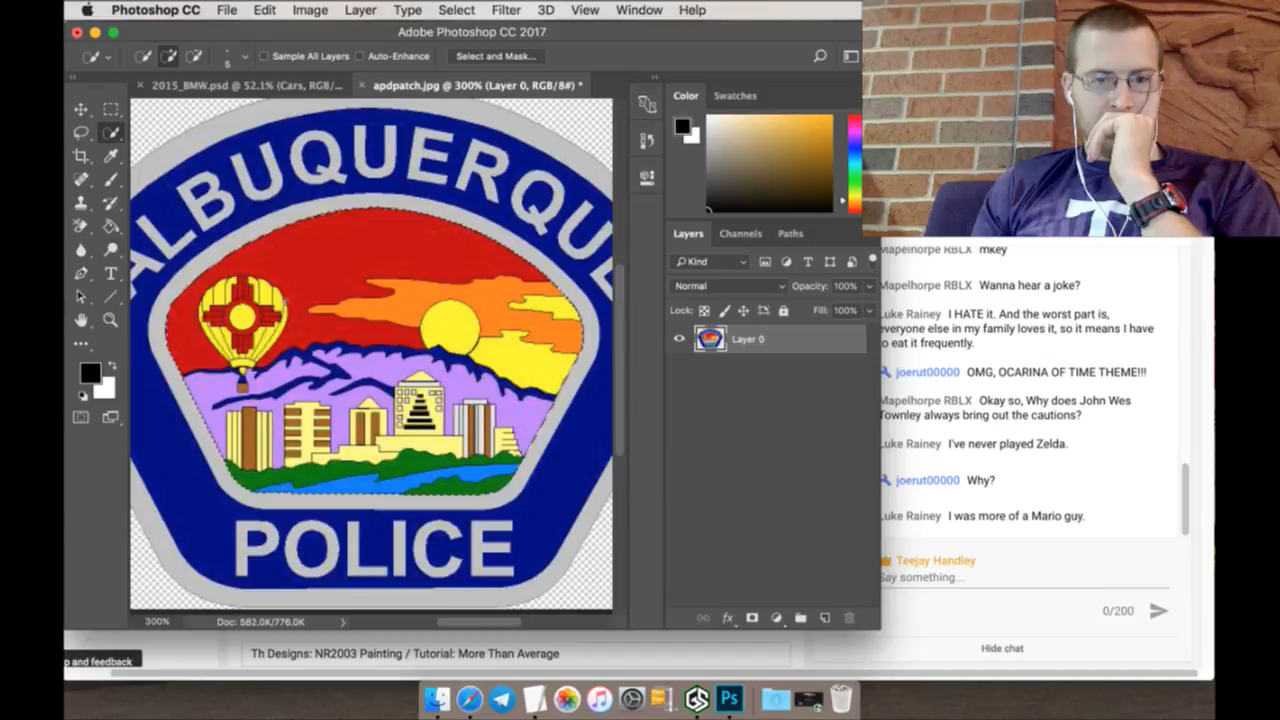 Photoshop CC File Edit Image Layer Type Select Filter 3D View Window Help
Adobe Photoshop CC 2017
5 Sample All Layers Auto-Enhance Select and Mask...
2015_BMW.psd @ 52.1% (Cars, RGB/... apdpatch.jpg @ 300% (Layer 0, RGB/8#) *
ALBUQUERQUE
POLICE
300% Doc: 582.0K/776.0K
Color Swatches
Layers Channels Paths
Kind
Normal Opacity: 100%
Lock: Fill: 100%
Layer 0
fx
T
Mapelhorpe RBLX mkey
Mapelhorpe RBLX Wanna hear a joke?
Luke Rainey I HATE it. And the worst part is,
everyone else in my family loves it, so it means I have
to eat it frequently.
joerut00000 OMG, OCARINA OF TIME THEME!!!
Mapelhorpe RBLX Okay so, Why does John Wes
Townley always bring out the cautions?
Luke Rainey I've never played Zelda.
joerut00000 Why?
Luke Rainey I was more of a Mario guy.
Teejay Handley
Say something...
0/200
Hide chat
p and feedback
Th Designs: NR2003 Painting / Tutorial: More Than Average
Ps